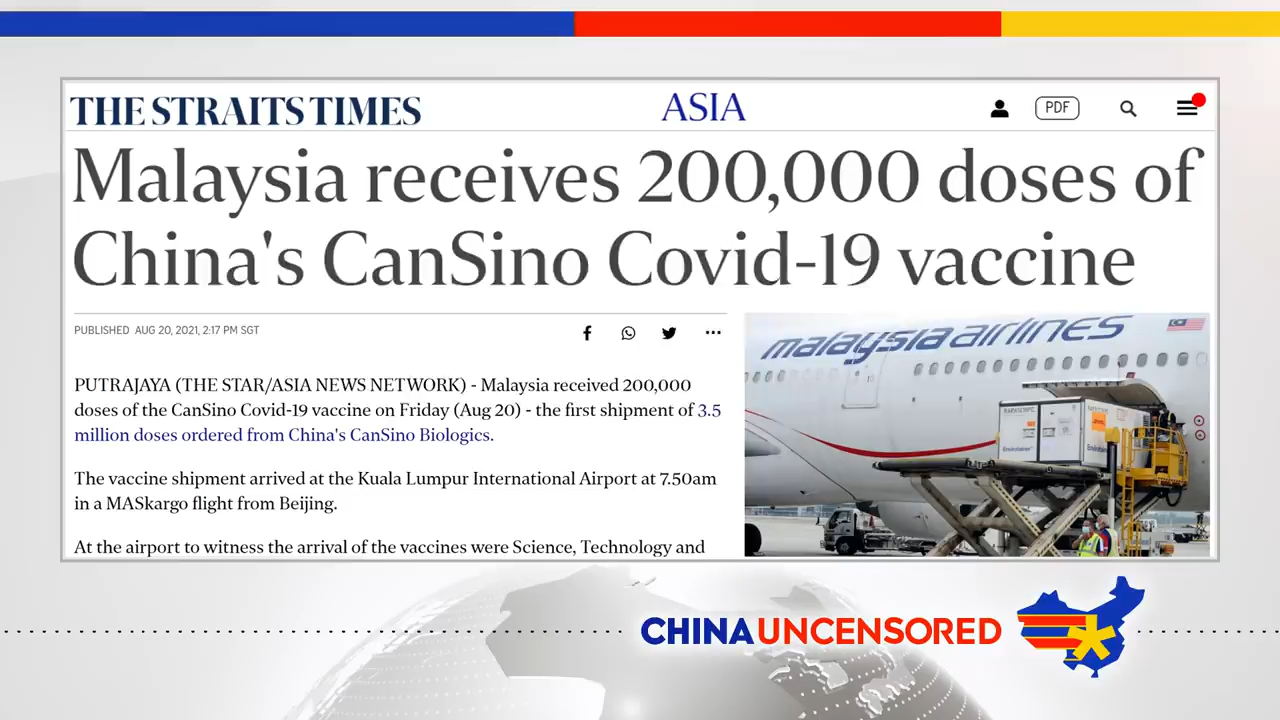 THE STRAITS TIMES
ASIA
PDF
Malaysia receives 200,000 doses of
China's CanSino Covid-19 vaccine
PUBLISHED AUG 20, 2021, 2:17 PM SGT
PUTRAJAYA (THE STAR/ASIA NEWS NETWORK) - Malaysia received 200,000
doses of the CanSino Covid-19 vaccine on Friday (Aug 20) - the first shipment of 3.5
million doses ordered from China's CanSino Biologics.
The vaccine shipment arrived at the Kuala Lumpur International Airport at 7.50am
in a MASkargo flight from Beijing.
At the airport to witness the arrival of the vaccines were Science, Technology and
malaysia airlines
CHINA UNCENSORED